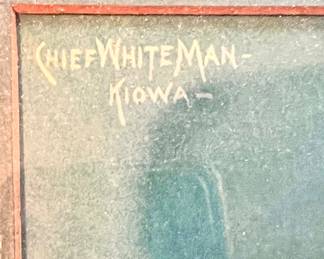 CHIEF WHITE MAN -
KIOWA -